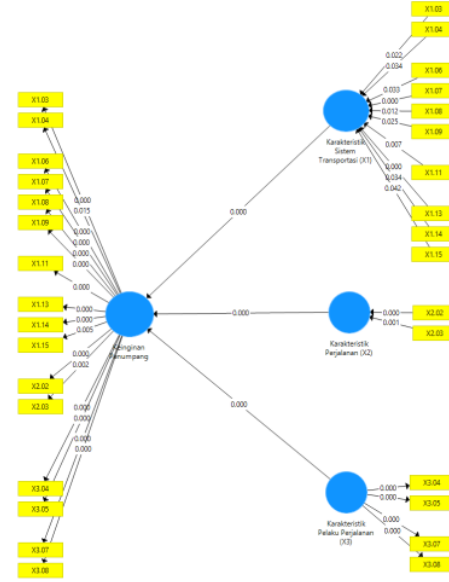 X1.03
X1.04
X1.06
X1.07
X1.08
X1.09
X1.11
X1.13
X1.14
X1.15
X2.02
X2.03
X3.04
X3.05
X3.07
X3.08
0.000
0.015
0.000
0.000
0.000
0.000
0.000
0.000
0.000
0.005
0.000
0.002
0.000
0.000
0.000
0.000
Keinginan
Penumpang
0.000
0.000
0.000
Karakteristik
Sistem
Transportasi (X1)
0.022
0.034
0.033
0.000
0.012
0.025
0.007
0.000
0.034
0.042
X1.03
X1.04
X1.06
X1.07
X1.08
X1.09
X1.11
X1.13
X1.14
X1.15
Karakteristik
Perjalanan (X2)
0.000
0.001
X2.02
X2.03
Karakteristik
Pelaku Perjalanan
(X3)
0.000
0.000
0.000
0.000
X3.04
X3.05
X3.07
X3.08